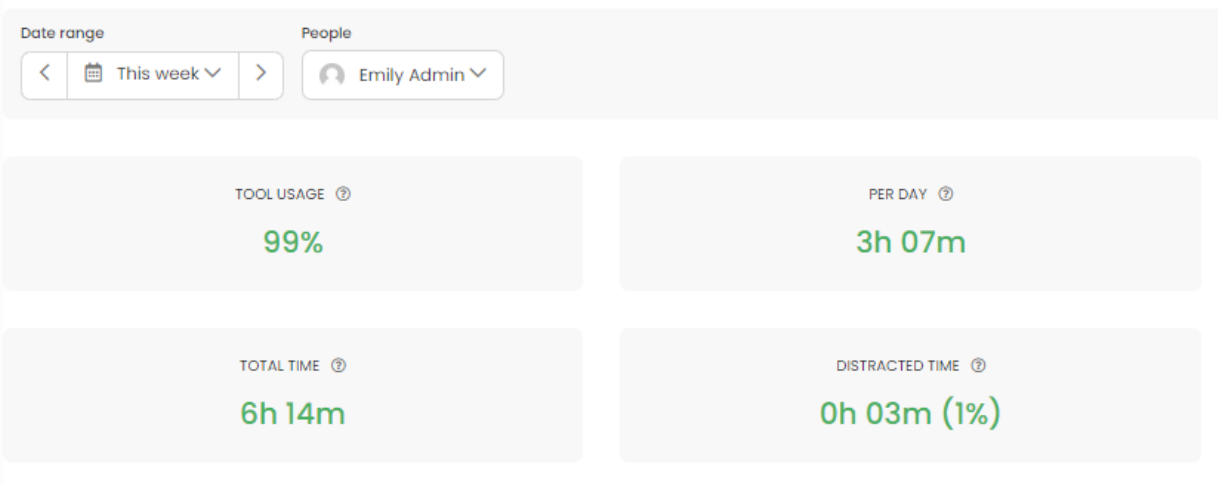 Date range
People
This week
Emily Admin
TOOL USAGE
99%
PER DAY
3h 07m
TOTAL TIME
6h 14m
DISTRACTED TIME
0h 03m (1%)